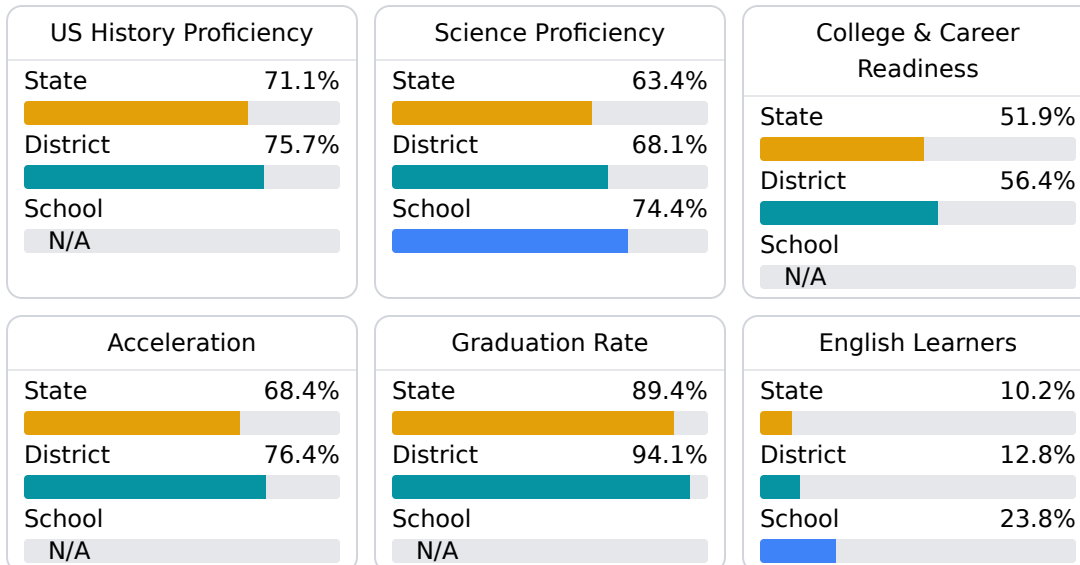 US History Proficiency
State 71.1%
District 75.7%
School
N/A
Science Proficiency
State 63.4%
District 68.1%
School 74.4%
College & Career
Readiness
State 51.9%
District 56.4%
School
N/A
Acceleration
State 68.4%
District 76.4%
School
N/A
Graduation Rate
State 89.4%
District 94.1%
School
N/A
English Learners
State 10.2%
District 12.8%
School 23.8%